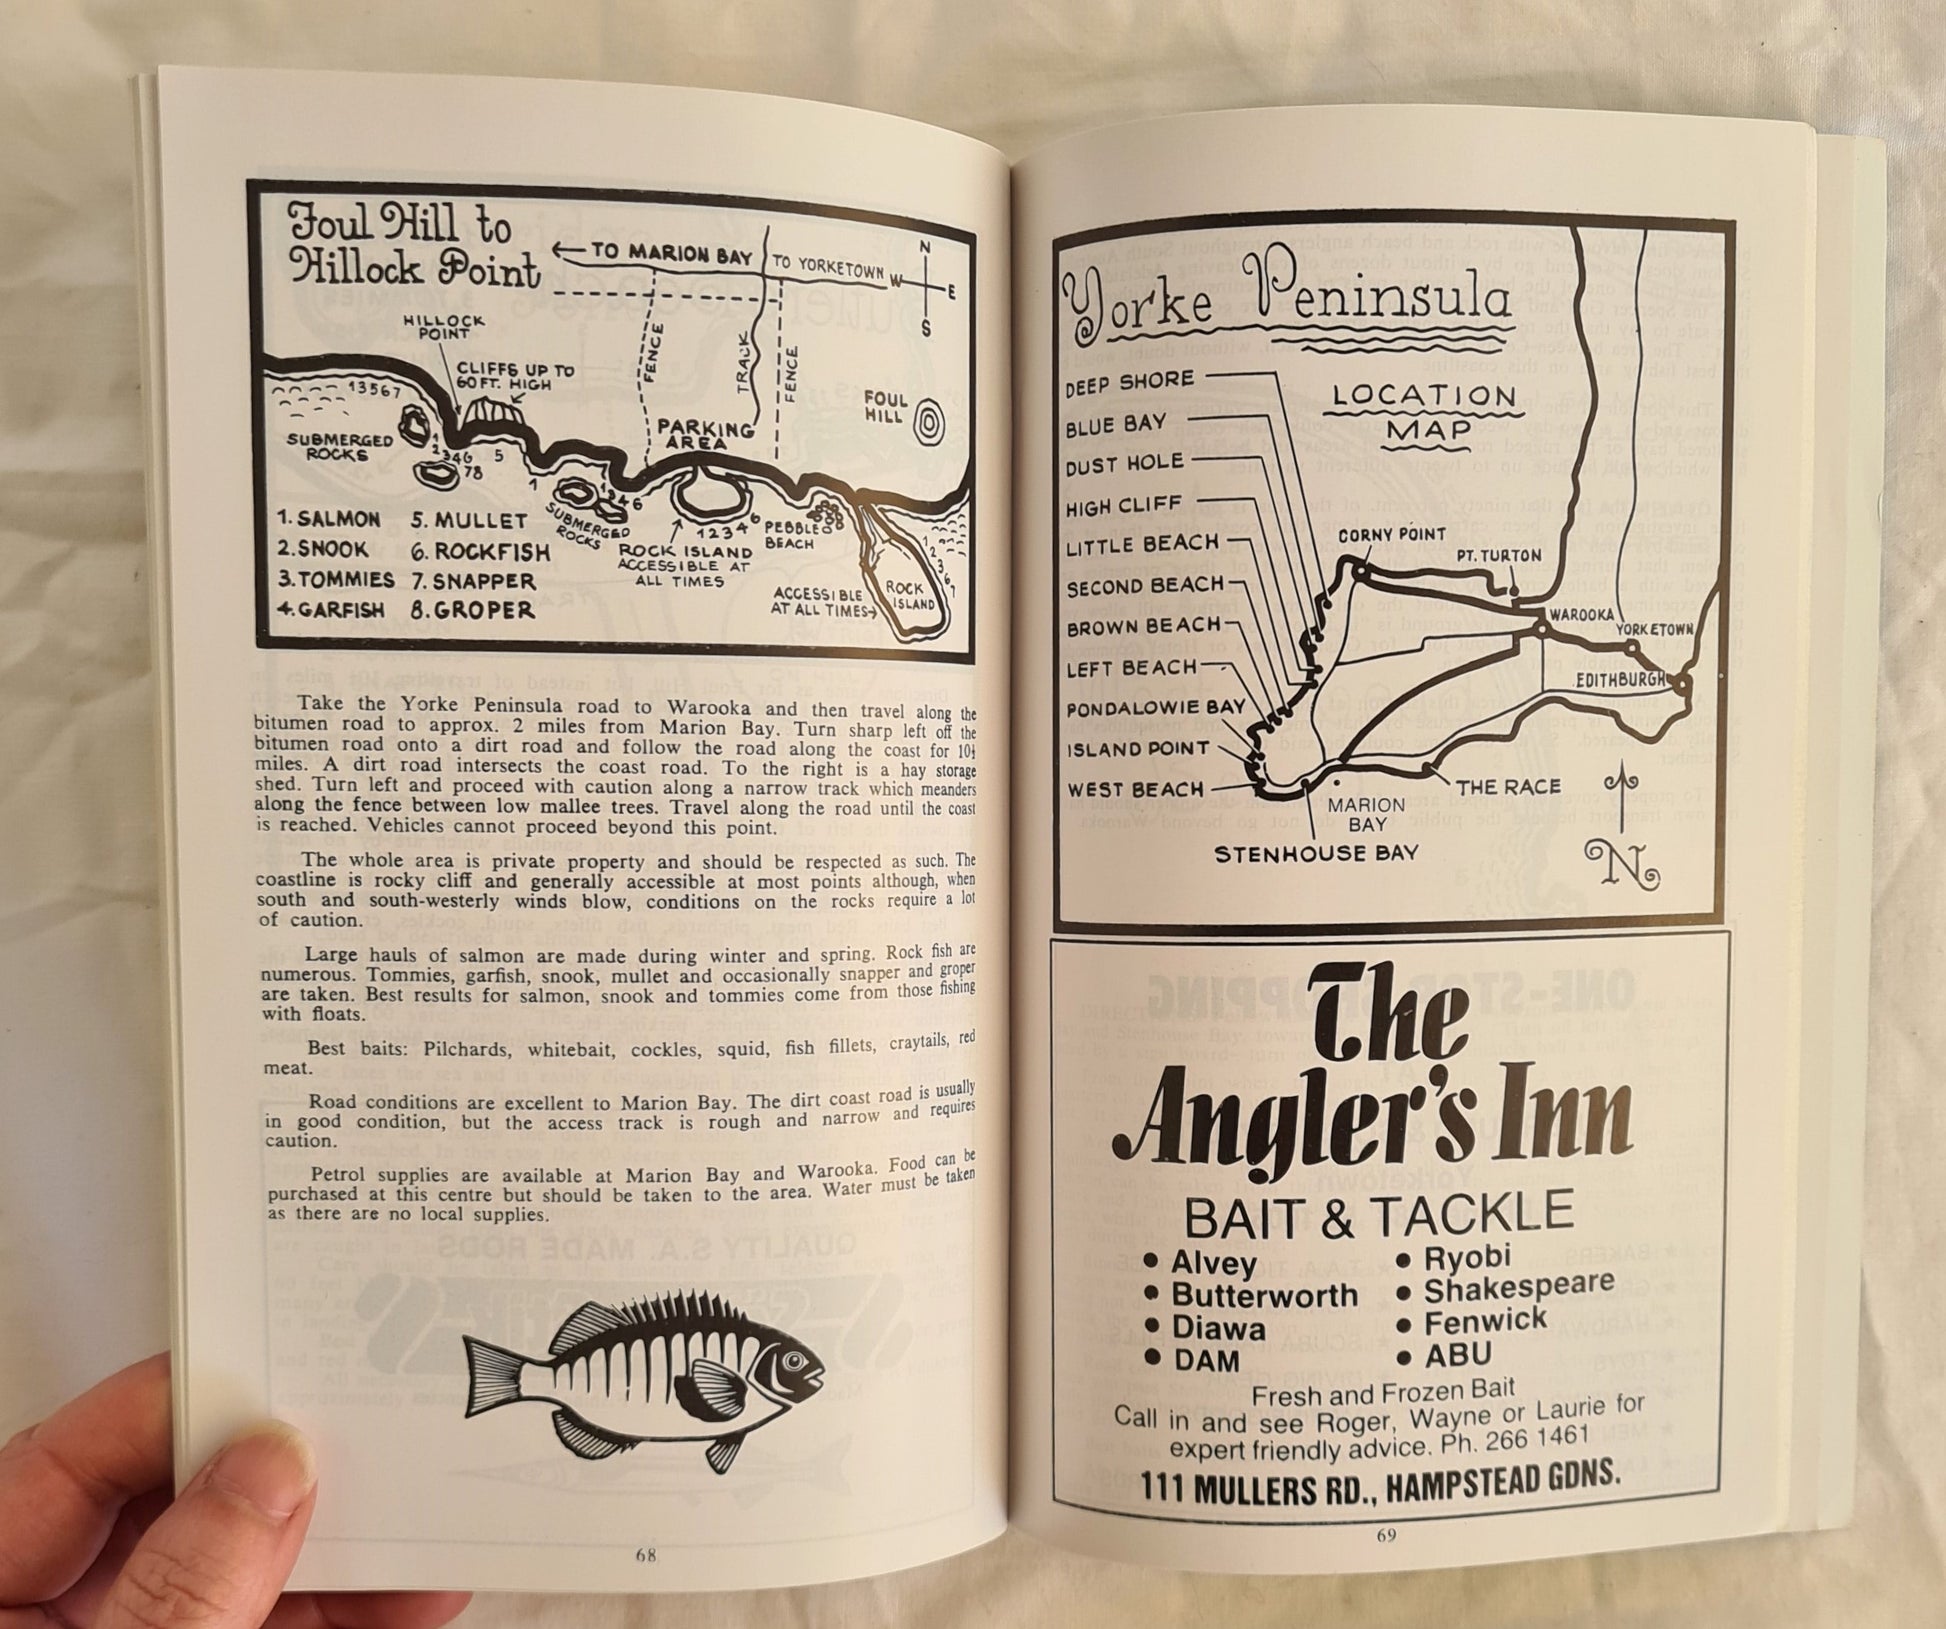 Foul Hill to
Hillock Point
← TO MARION BAY
TO YORKETOWN
N
W
E
S
HILLOCK
POINT
CLIFFS UP TO
60 FT. HIGH
FENCE
TRACK
FENCE
FOUL
HILL
PARKING
AREA
13567
SUBMERGED
ROCKS
1
2346
78
5
1
SUBMERGED
ROCKS
1346
ROCK ISLAND
ACCESSIBLE AT
ALL TIMES
12346
PEBBLE
BEACH
ACCESSIBLE
AT ALL TIMES→
ROCK
ISLAND
1
2
3
6
7
1. SALMON 5. MULLET
2. SNOOK 6. ROCKFISH
3. TOMMIES 7. SNAPPER
4. GARFISH 8. GROPER
Take the Yorke Peninsula road to Warooka and then travel along the
bitumen road to approx. 2 miles from Marion Bay. Turn sharp left off the
bitumen road onto a dirt road and follow the road along the coast for 10½
miles. A dirt road intersects the coast road. To the right is a hay storage
shed. Turn left and proceed with caution along a narrow track which meanders
along the fence between low mallee trees. Travel along the road until the coast
is reached. Vehicles cannot proceed beyond this point.
The whole area is private property and should be respected as such. The
coastline is rocky cliff and generally accessible at most points although, when
south and south-westerly winds blow, conditions on the rocks require a lot
of caution.
Large hauls of salmon are made during winter and spring. Rock fish are
numerous. Tommies, garfish, snook, mullet and occasionally snapper and groper
are taken. Best results for salmon, snook and tommies come from those fishing
with floats.
Best baits: Pilchards, whitebait, cockles, squid, fish fillets, craytails, red
meat.
Road conditions are excellent to Marion Bay. The dirt coast road is usually
in good condition, but the access track is rough and narrow and requires
caution.
Petrol supplies are available at Marion Bay and Warooka. Food can be
purchased at this centre but should be taken to the area. Water must be taken
as there are no local supplies.
68
Yorke Peninsula
LOCATION
MAP
DEEP SHORE
BLUE BAY
DUST HOLE
HIGH CLIFF
LITTLE BEACH
SECOND BEACH
BROWN BEACH
LEFT BEACH
PONDALOWIE BAY
ISLAND POINT
WEST BEACH
CORNY POINT
PT. TURTON
WAROOKA
YORKETOWN
EDITHBURGH
THE RACE
MARION
BAY
STENHOUSE BAY
N
The
Angler's Inn
BAIT & TACKLE
• Alvey • Ryobi
• Butterworth • Shakespeare
• Diawa • Fenwick
• DAM • ABU
Fresh and Frozen Bait
Call in and see Roger, Wayne or Laurie for
expert friendly advice. Ph. 266 1461
111 MULLERS RD., HAMPSTEAD GDNS.
69